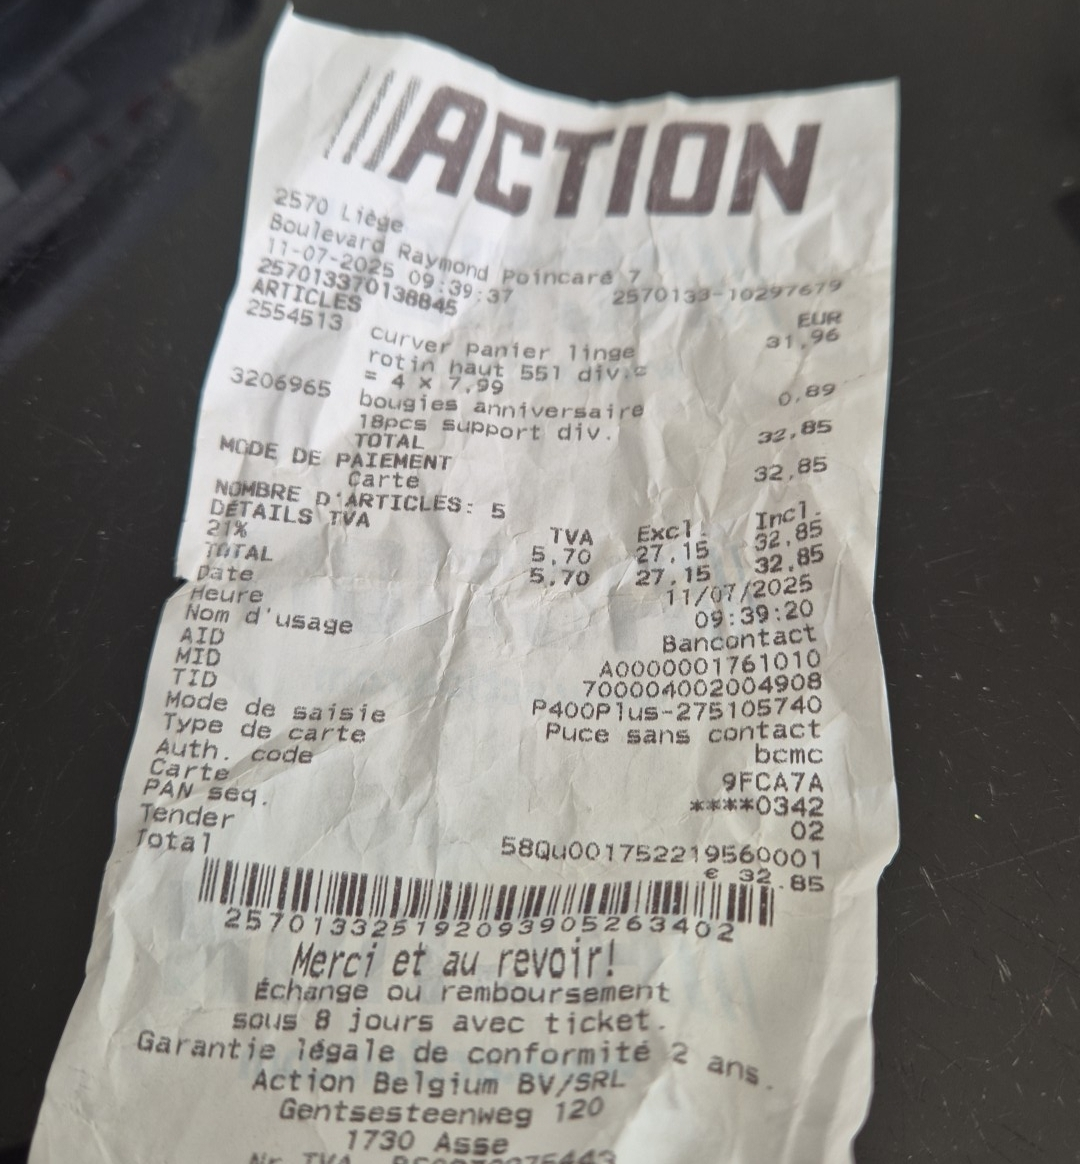 ///ACTION
2570 Liège
Boulevard Raymond Poincaré 7
11-07-2025 09:39:37 2570133-10297679
2570133701​38845
ARTICLES EUR
2554513 curver panier linge 31,96
rotin haut 551 div.c
= 4 x 7,99
3206965 bougies anniversaire 0,89
18pcs support div.
TOTAL 32,85
MODE DE PAIEMENT
Carte 32,85
NOMBRE D'ARTICLES: 5
DÉTAILS TVA TVA Excl. Incl.
21% 5,70 27,15 32,85
TOTAL 5,70 27,15 32,85
Date 11/07/2025
Heure 09:39:20
Nom d'usage Bancontact
AID A0000001761010
MID 700004002004908
TID P400Plus-275105740
Mode de saisie Puce sans contact
Type de carte bcmc
Auth. code 9FCA7A
Carte ****0342
PAN seq. 02
Tender 58Qu001752219560001
Total € 32.85
257013325192093905263402
Merci et au revoir!
Échange ou remboursement
sous 8 jours avec ticket.
Garantie légale de conformité 2 ans.
Action Belgium BV/SRL
Gentsesteenweg 120
1730 Asse
Nr TVA